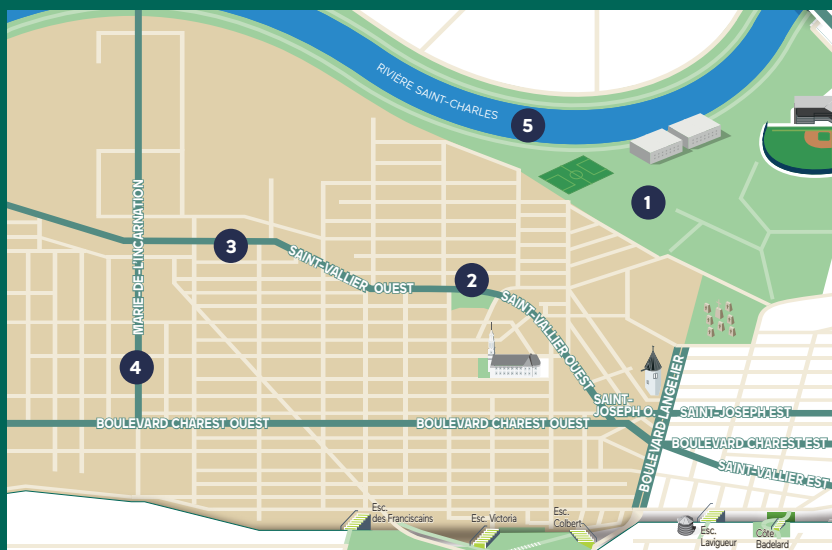 RIVIÈRE SAINT-CHARLES
5
1
MARIE-DE-L'INCARNATION
3
SAINT-VALLIER OUEST
2
SAINT-VALLIER OUEST
4
SAINT-
JOSEPH O.
SAINT-JOSEPH EST
BOULEVARD LANGELIER
BOULEVARD CHAREST OUEST
BOULEVARD CHAREST OUEST
BOULEVARD CHAREST EST
SAINT-VALLIER EST
Esc.
des Franciscains
Esc. Victoria
Esc.
Colbert
Esc.
Lavigueur
Côte
Badelard